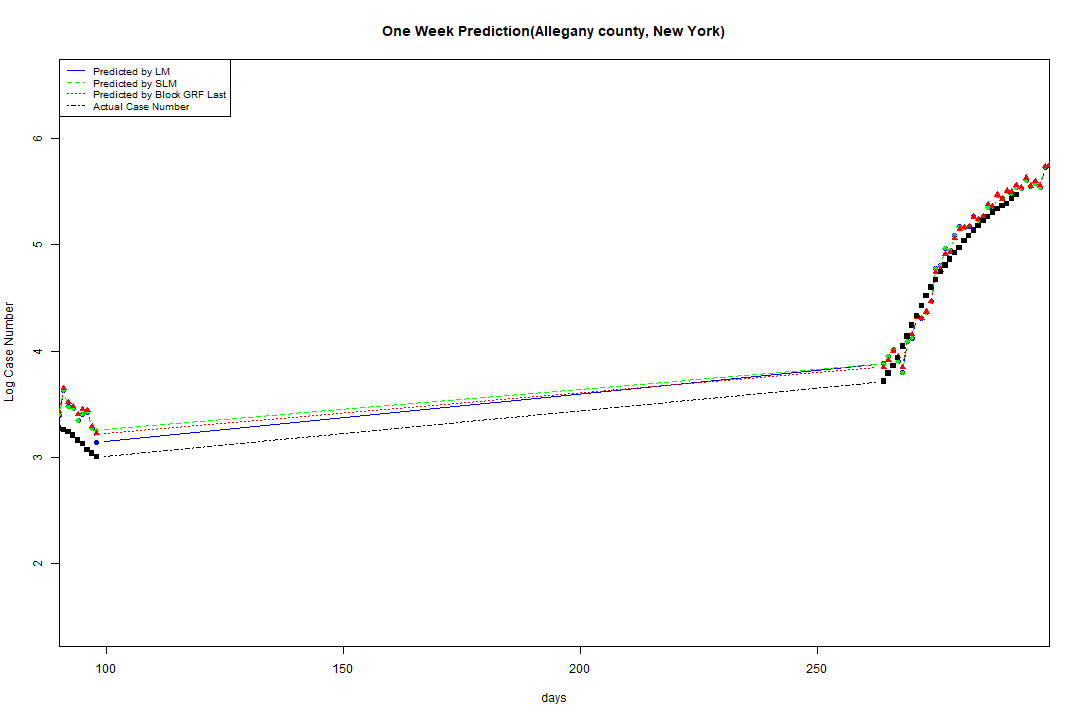 One Week Prediction(Allegany county, New York)
Predicted by LM
Predicted by SLM
Predicted by Block GRF Last
Actual Case Number
Log Case Number
6
5
4
3
2
100 150 200 250
days